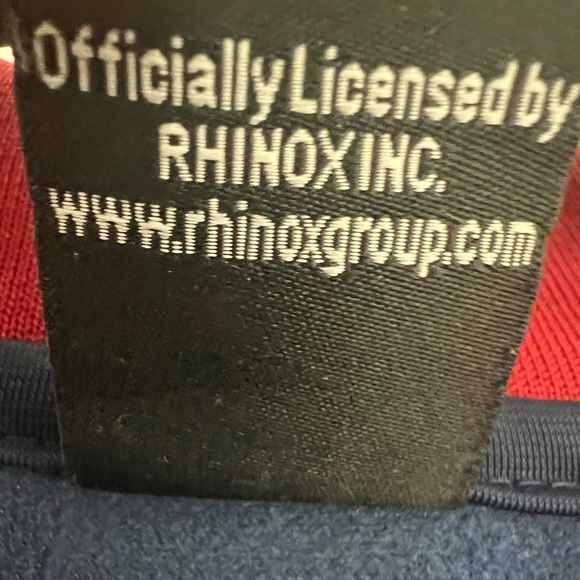 Officially Licensed by
RHINOX INC.
www.rhinoxgroup.com